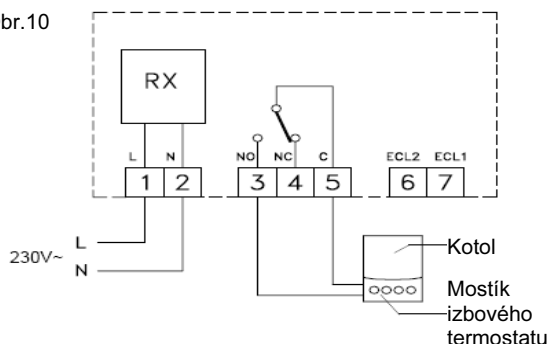 br.10
RX
L N NO NC C ECL2 ECL1
1 2 3 4 5 6 7
L
230V~
N
Kotol
Mostík
izbového
termostatu